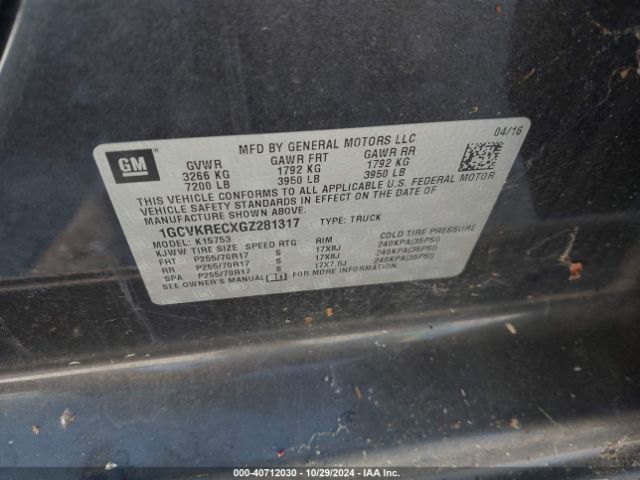 MFD BY GENERAL MOTORS LLC
04/16
GM
GVWR GAWR FRT GAWR RR
3266 KG 1792 KG 1792 KG
7200 LB 3950 LB 3950 LB
THIS VEHICLE CONFORMS TO ALL APPLICABLE U.S. FEDERAL MOTOR
VEHICLE SAFETY STANDARDS IN EFFECT ON THE DATE OF
MANUFACTURE SHOWN ABOVE.
1GCVKRECXGZ281317 TYPE: TRUCK
MODEL: K15753
KJWW TIRE SIZE SPEED RTG RIM COLD TIRE PRESSURE
FRT P255/70R17 S 17X8J 240KPA(35PSI)
RR P255/70R17 S 17X8J 240KPA(35PSI)
SPA P255/70R17 S 17X7.5J 240KPA(35PSI)
SEE OWNER'S MANUAL
© COPYRIGHT - 40712030 - 10/29/2024 - IAA Inc.